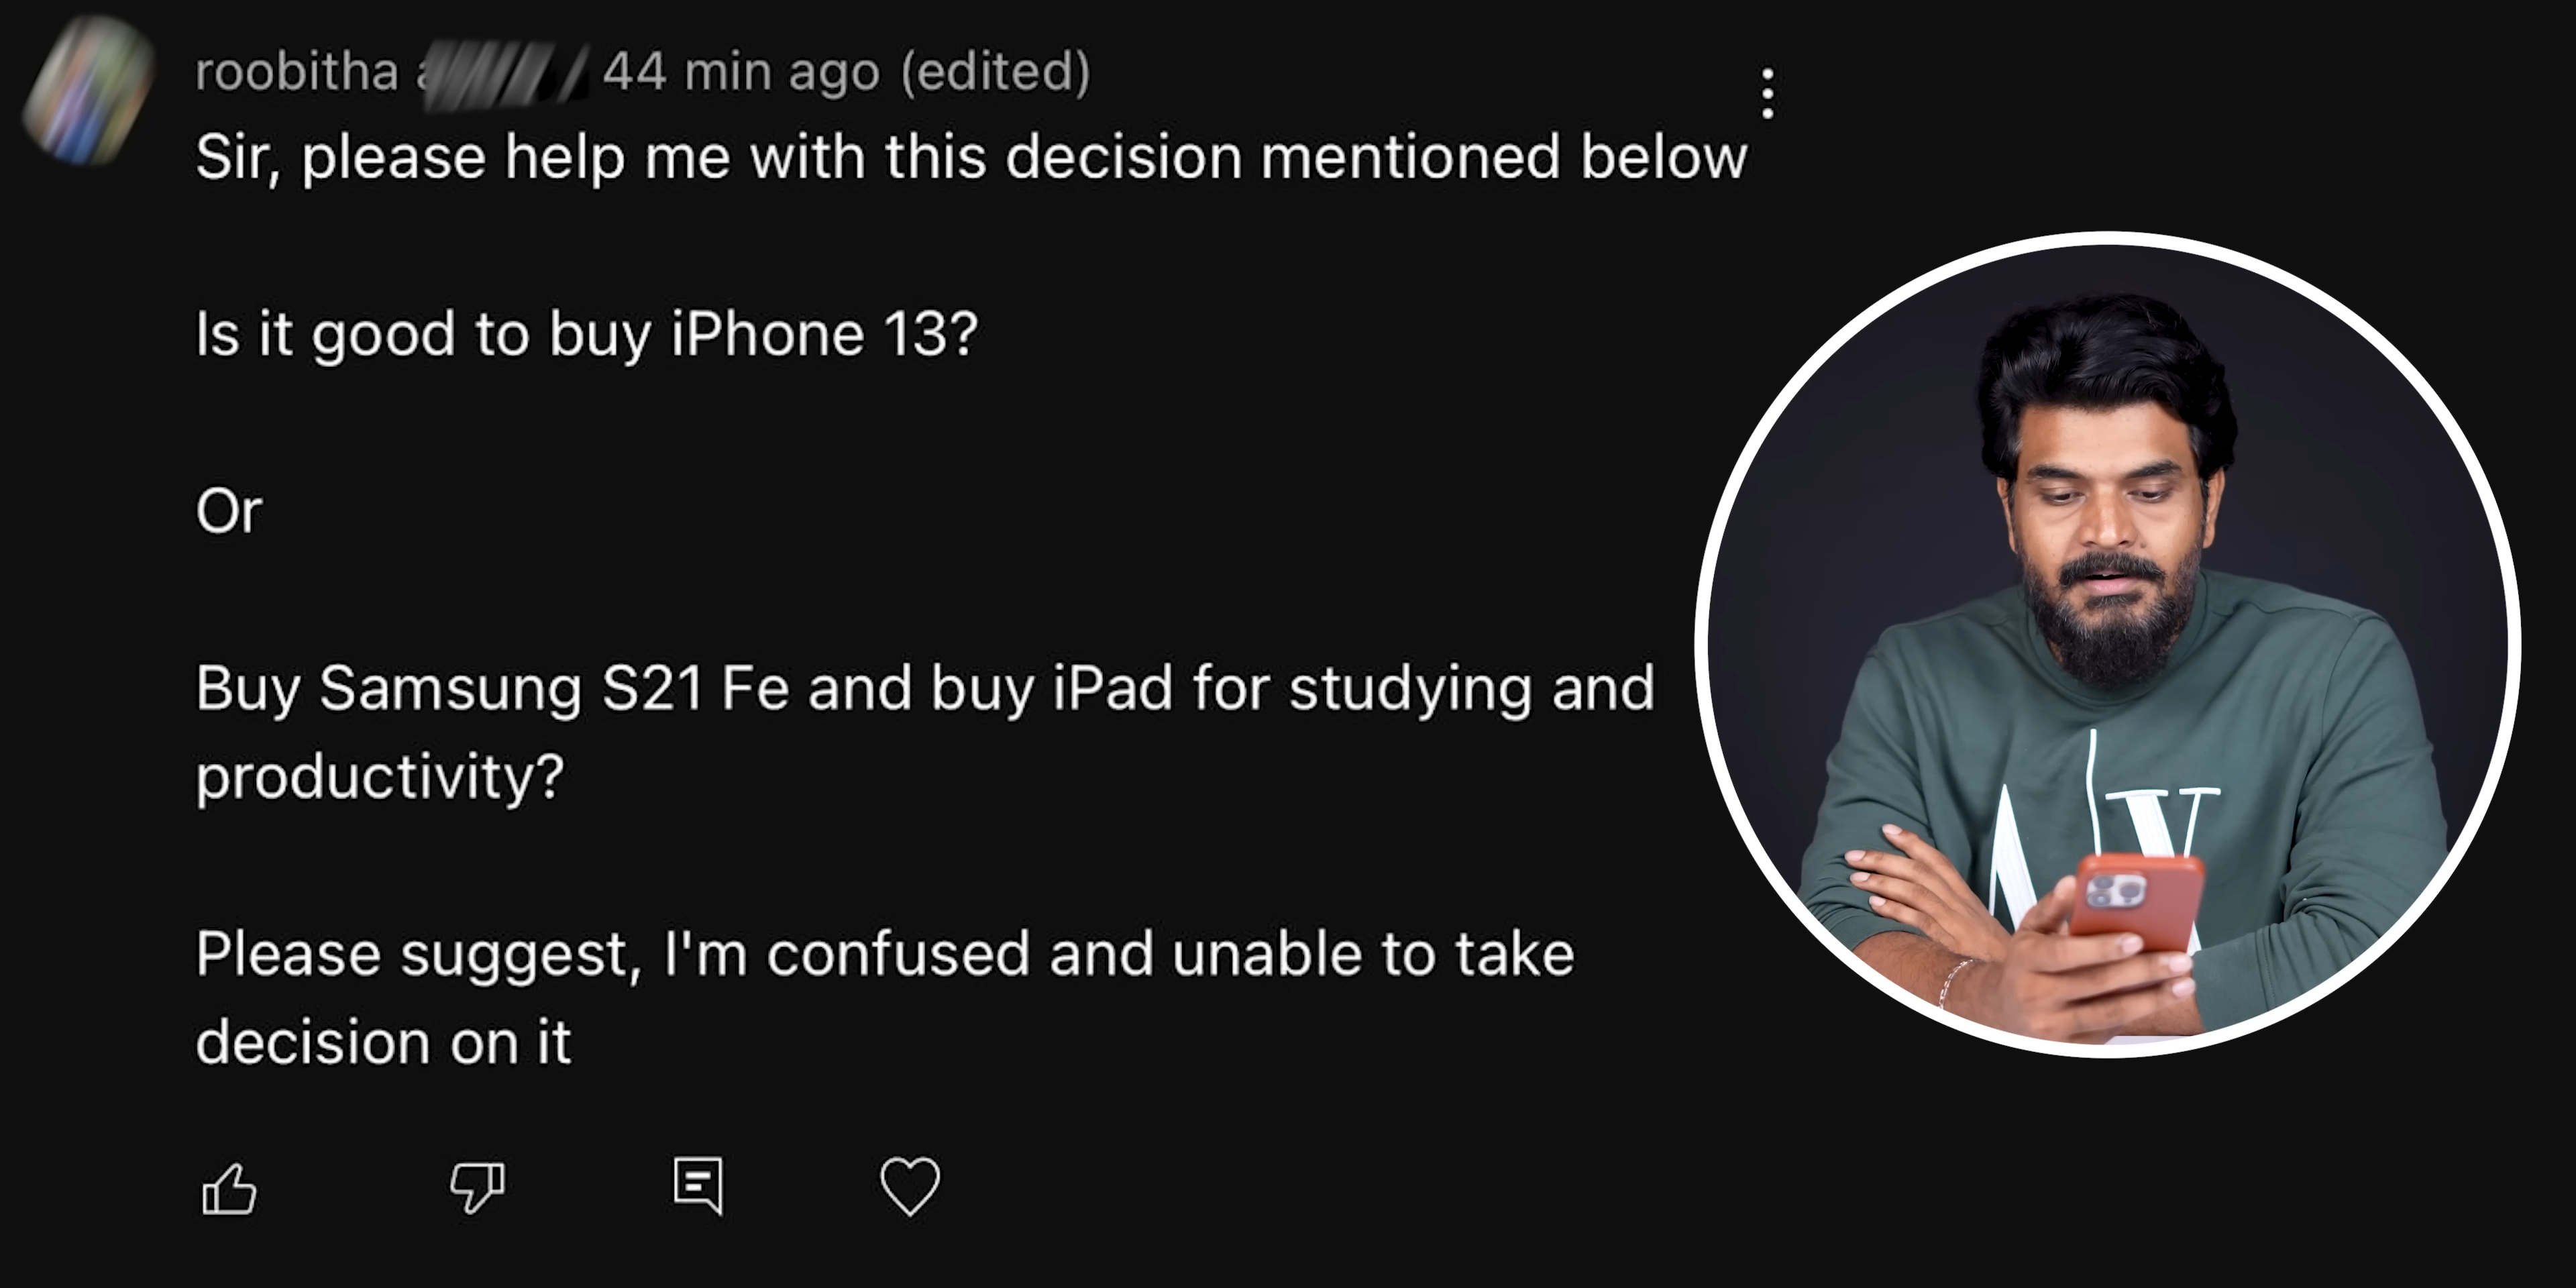 roobitha 44 min ago (edited)
Sir, please help me with this decision mentioned below
Is it good to buy iPhone 13?
Or
Buy Samsung S21 Fe and buy iPad for studying and
productivity?
Please suggest, I'm confused and unable to take
decision on it